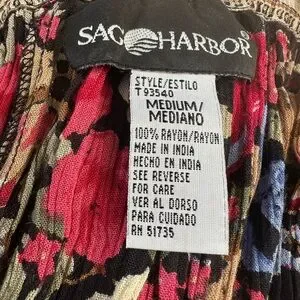 SAG HARBOR®
STYLE/ESTILO
T93540
MEDIUM/
MEDIANO
100% RAYON/RAYON
MADE IN INDIA
HECHO EN INDIA
SEE REVERSE
FOR CARE
VER AL DORSO
PARA CUIDADO
RN 51735